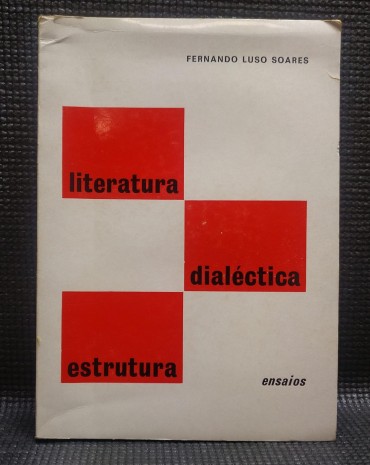 FERNANDO LUSO SOARES
literatura
dialéctica
estrutura
ensaios